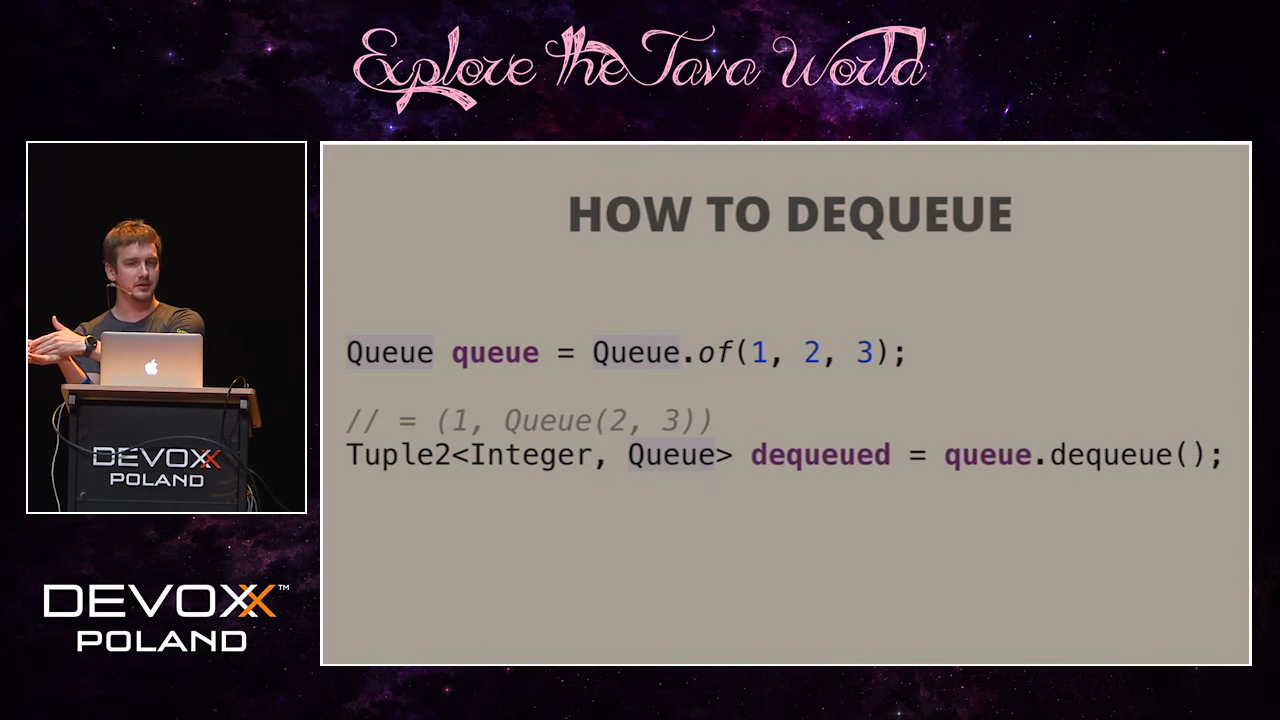 Explore the Java World
HOW TO DEQUEUE
Queue queue = Queue.of(1, 2, 3);
// = (1, Queue(2, 3))
Tuple2<Integer, Queue> dequeued = queue.dequeue();
DEVOXX
POLAND
DEVOXX™
POLAND